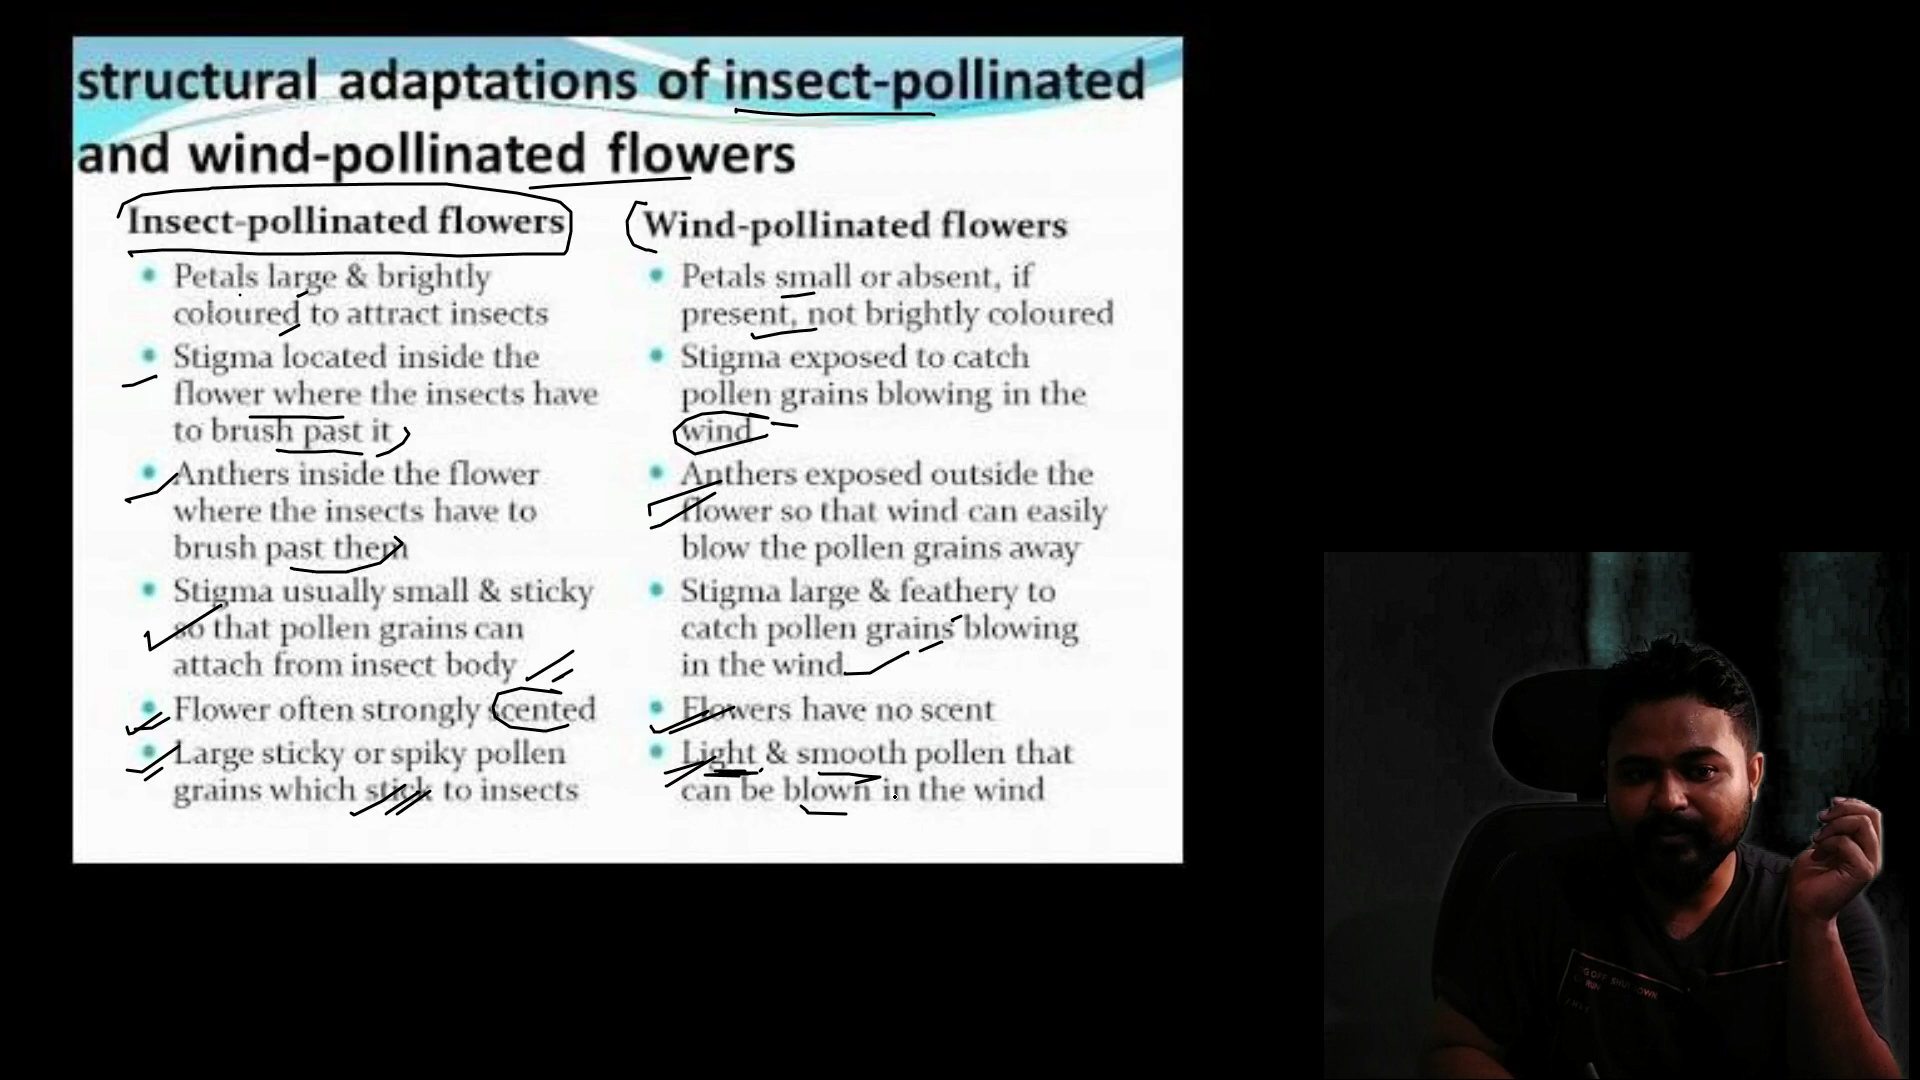 structural adaptations of insect-pollinated
and wind-pollinated flowers
Insect-pollinated flowers
Petals large & brightly
coloured to attract insects
Stigma located inside the
flower where the insects have
to brush past it
Anthers inside the flower
where the insects have to
brush past them
Stigma usually small & sticky
so that pollen grains can
attach from insect body
Flower often strongly scented
Large sticky or spiky pollen
grains which stick to insects
Wind-pollinated flowers
Petals small or absent, if
present, not brightly coloured
Stigma exposed to catch
pollen grains blowing in the
wind
Anthers exposed outside the
flower so that wind can easily
blow the pollen grains away
Stigma large & feathery to
catch pollen grains blowing
in the wind
Flowers have no scent
Light & smooth pollen that
can be blown in the wind